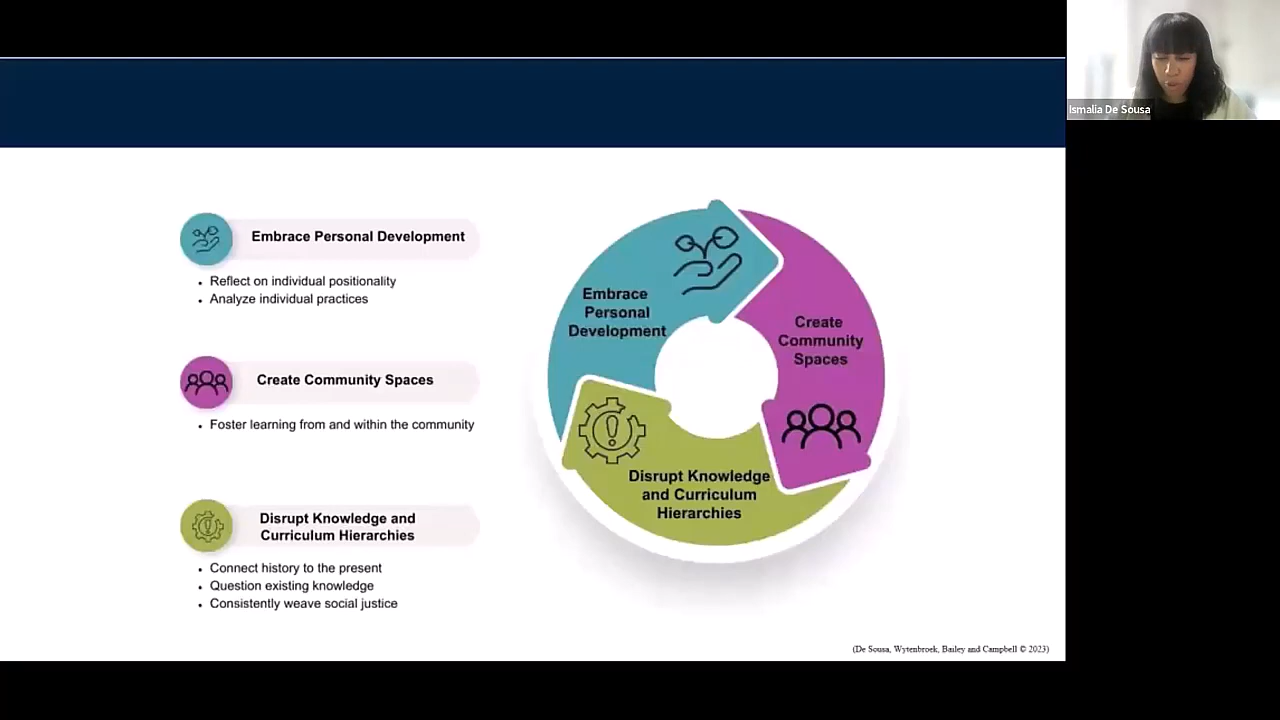 Ismalia De Sousa
Embrace Personal Development
• Reflect on individual positionality
• Analyze individual practices
Create Community Spaces
• Foster learning from and within the community
Disrupt Knowledge and
Curriculum Hierarchies
• Connect history to the present
• Question existing knowledge
• Consistently weave social justice
Embrace
Personal
Development
Create
Community
Spaces
Disrupt Knowledge
and Curriculum
Hierarchies
(De Sousa, Wytenbroek, Bailey and Campbell © 2023)